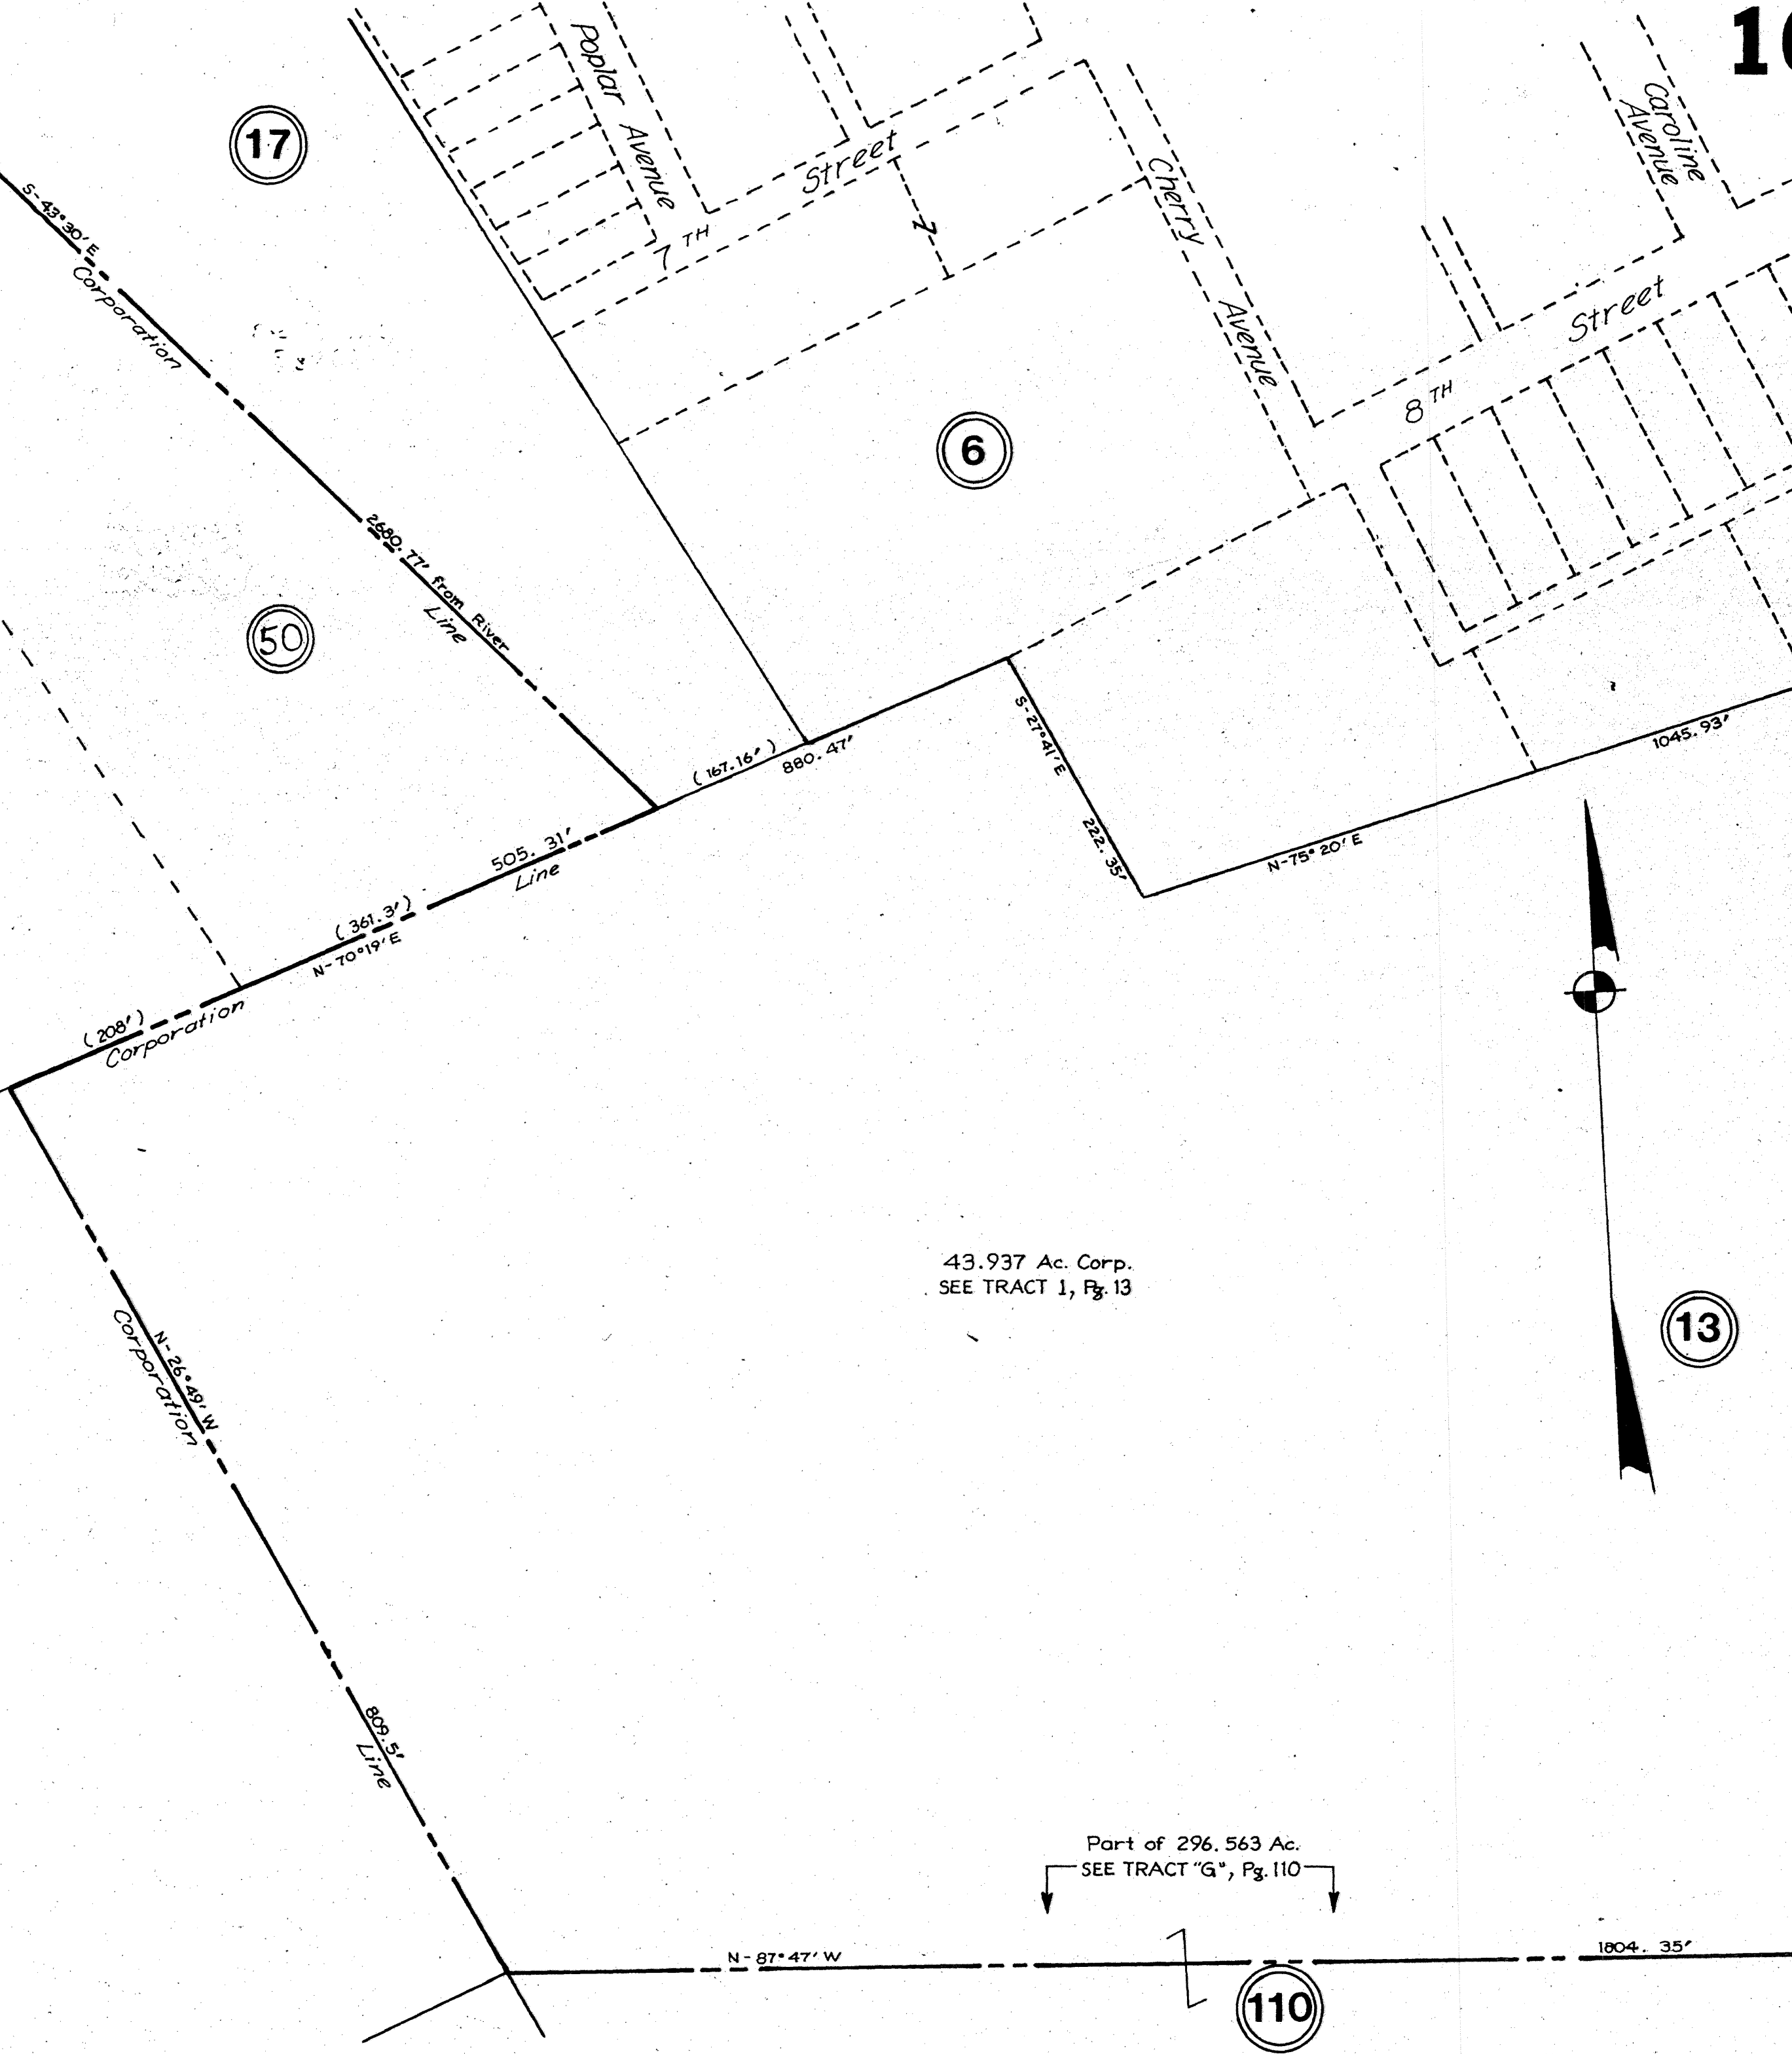 17
Poplar Avenue
7TH Street
Cherry Avenue
Caroline
Avenue
8TH Street
S-43°30'E
Corporation Line
2680.77' from River
6
50
(167.16')
880.47'
S-27°41'E
222.35'
N-75°20'E
1045.93'
505.31'
Line
(361.3')
N-70°19'E
(208')
Corporation
43.937 Ac. Corp.
SEE TRACT 1, Pg. 13
13
N-26°49'W
Corporation Line
809.5'
Part of 296.563 Ac.
SEE TRACT "G", Pg. 110
N-87°47'W
1804.35'
110